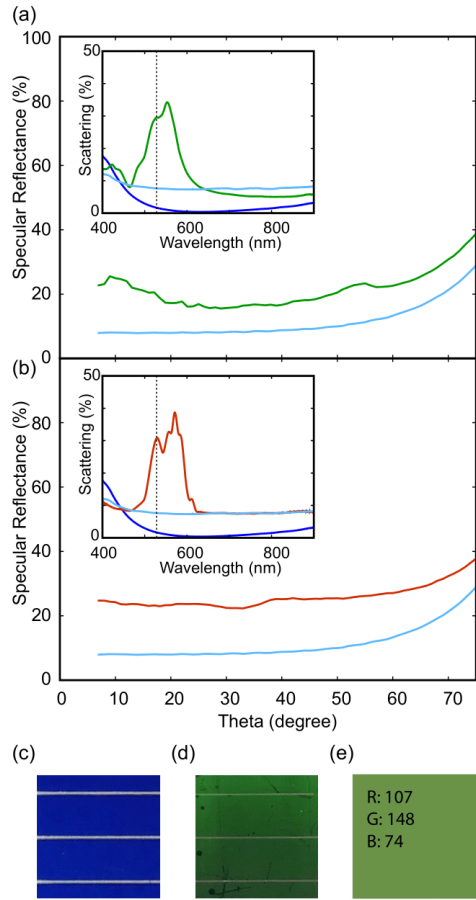 (a)
100
80
60
40
20
0
Specular Reflectance (%)
50
0
Scattering (%)
400
600
800
Wavelength (nm)
(b)
80
60
40
20
0
Specular Reflectance (%)
50
0
Scattering (%)
400
600
800
Wavelength (nm)
0 10 20 30 40 50 60 70
Theta (degree)
(c) (d) (e)
R: 107
G: 148
B: 74